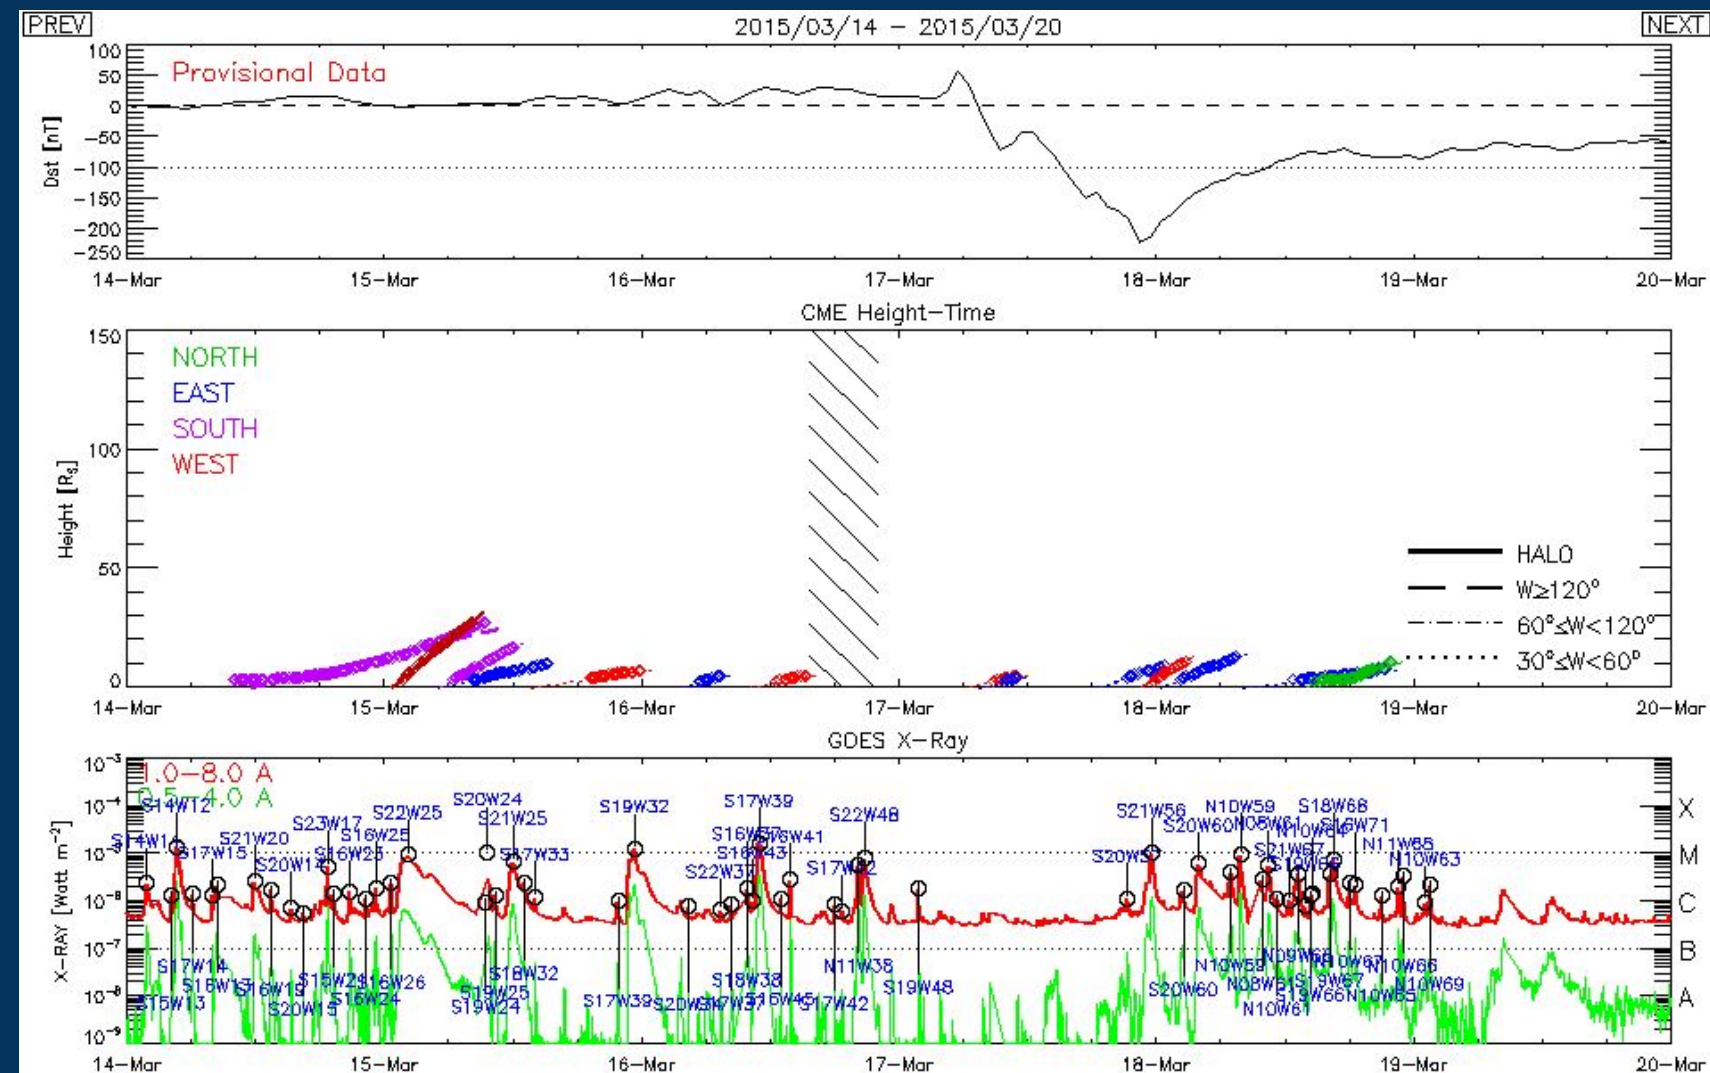 PREV
2015/03/14 – 2015/03/20
NEXT
100
50
0
-50
-100
-150
-200
-250
Dst [nT]
Provisional Data
14-Mar 15-Mar 16-Mar 17-Mar 18-Mar 19-Mar 20-Mar
CME Height-Time
150
100
50
0
Height [Rs]
NORTH
EAST
SOUTH
WEST
HALO
W≥120°
60°≤W<120°
30°≤W<60°
14-Mar 15-Mar 16-Mar 17-Mar 18-Mar 19-Mar 20-Mar
GOES X-Ray
10⁻³
10⁻⁴
10⁻⁵
10⁻⁶
10⁻⁷
10⁻⁸
10⁻⁹
X-RAY [Watt m⁻²]
1.0-8.0 A
0.5-4.0 A
X
M
C
B
A
S14W12
S17W15
S21W20
S20W14
S23W17
S16W25
S22W25
S20W24
S21W25
S17W33
S19W32
S22W37
S17W39
S22W48
S21W56
S20W60
N10W59
S18W68
S16W71
N10W63
S17W14
S15W13
S20W15
S16W24
S16W26
S18W32
S19W25
S19W24
S17W39
S18W38
S17W42
N11W38
S19W48
S20W60
N10W59
N10W61
N10W69
14-Mar 15-Mar 16-Mar 17-Mar 18-Mar 19-Mar 20-Mar